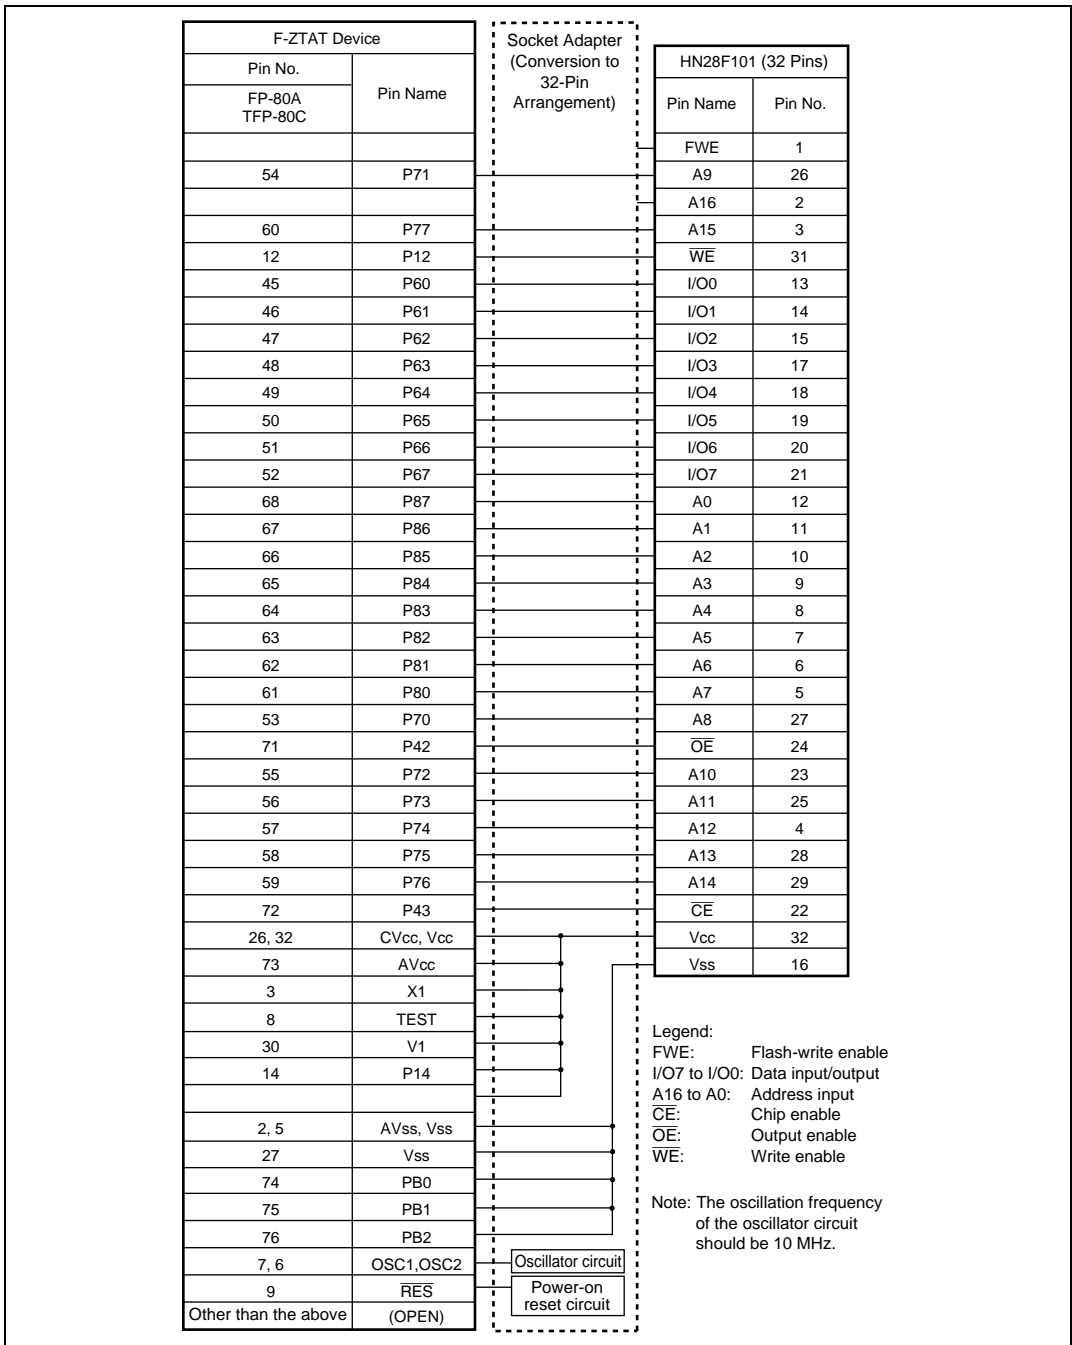 F-ZTAT Device
Pin No.
Pin Name
FP-80A
TFP-80C
54 P71
60 P77
12 P12
45 P60
46 P61
47 P62
48 P63
49 P64
50 P65
51 P66
52 P67
68 P87
67 P86
66 P85
65 P84
64 P83
63 P82
62 P81
61 P80
53 P70
71 P42
55 P72
56 P73
57 P74
58 P75
59 P76
72 P43
26, 32 CVcc, Vcc
73 AVcc
3 X1
8 TEST
30 V1
14 P14
2, 5 AVss, Vss
27 Vss
74 PB0
75 PB1
76 PB2
7, 6 OSC1,OSC2
9 RES
Other than the above (OPEN)
Socket Adapter
(Conversion to
32-Pin
Arrangement)
Oscillator circuit
Power-on
reset circuit
HN28F101 (32 Pins)
Pin Name Pin No.
FWE 1
A9 26
A16 2
A15 3
WE 31
I/O0 13
I/O1 14
I/O2 15
I/O3 17
I/O4 18
I/O5 19
I/O6 20
I/O7 21
A0 12
A1 11
A2 10
A3 9
A4 8
A5 7
A6 6
A7 5
A8 27
OE 24
A10 23
A11 25
A12 4
A13 28
A14 29
CE 22
Vcc 32
Vss 16
Legend:
FWE: Flash-write enable
I/O7 to I/O0: Data input/output
A16 to A0: Address input
CE: Chip enable
OE: Output enable
WE: Write enable
Note: The oscillation frequency
of the oscillator circuit
should be 10 MHz.